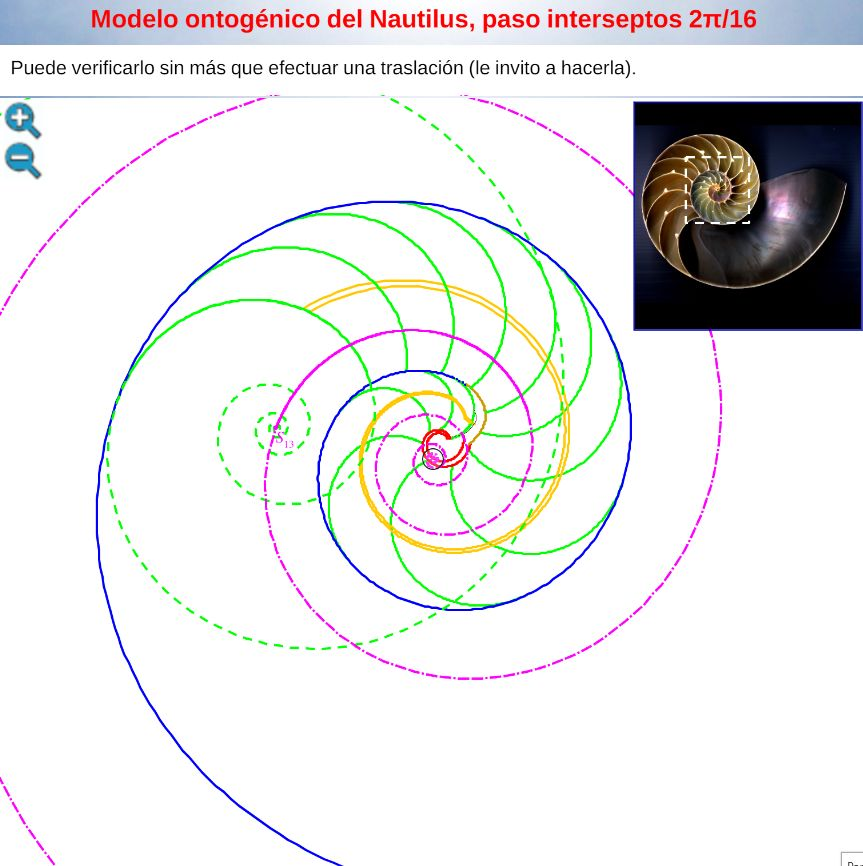 Modelo ontogénico del Nautilus, paso interseptos 2π/16
Puede verificarlo sin más que efectuar una traslación (le invito a hacerla).
S13